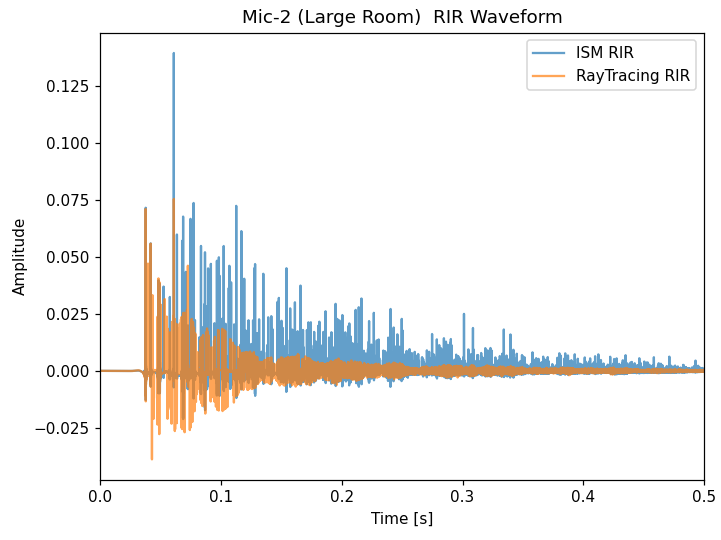 Mic-2 (Large Room)  RIR Waveform
ISM RIR
RayTracing RIR
Amplitude
0.125
0.100
0.075
0.050
0.025
0.000
−0.025
0.0 0.1 0.2 0.3 0.4 0.5
Time [s]